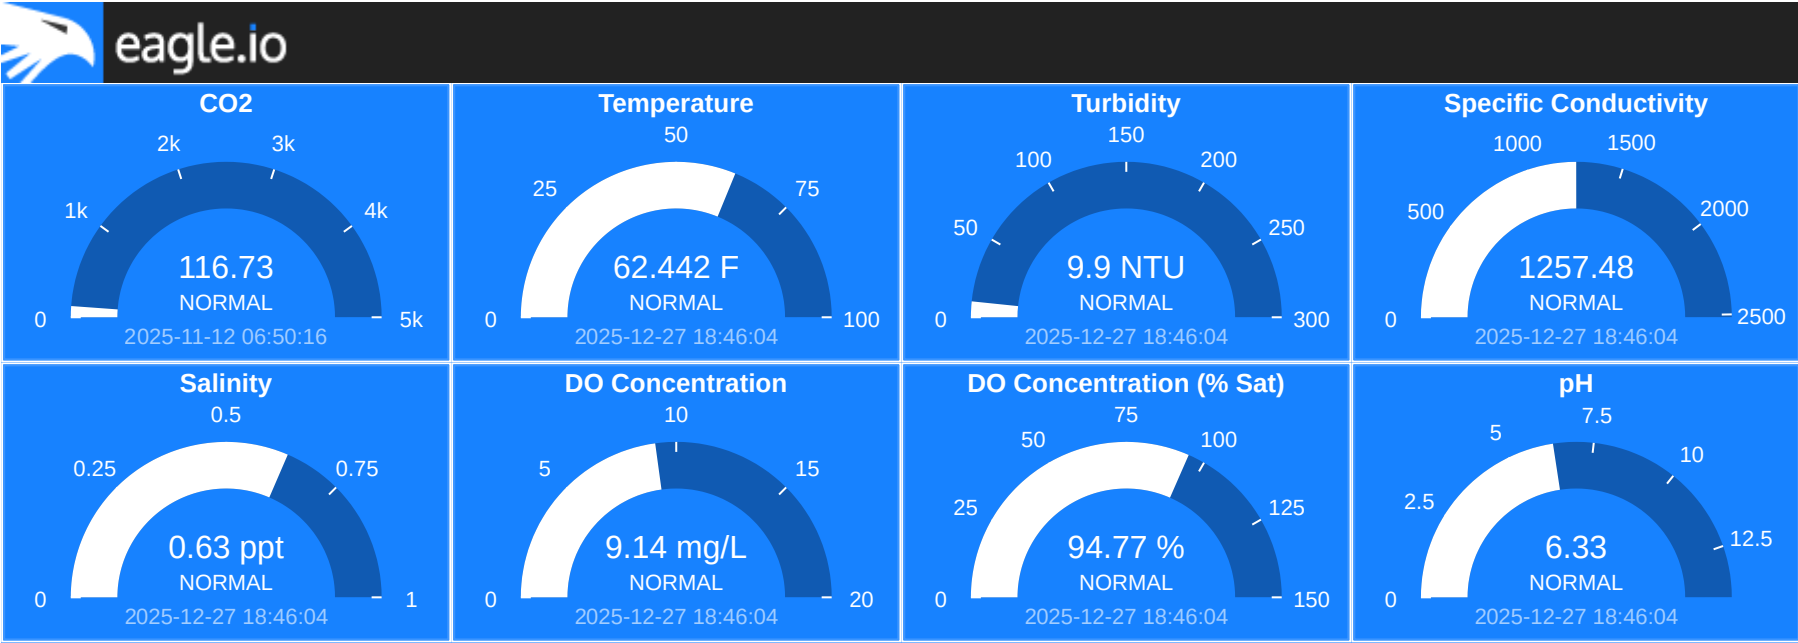 eagle.io
CO2
0
1k
2k
3k
4k
5k
116.73
NORMAL
2025-11-12 06:50:16
Temperature
0
25
50
75
100
62.442 F
NORMAL
2025-12-27 18:46:04
Turbidity
0
50
100
150
200
250
300
9.9 NTU
NORMAL
2025-12-27 18:46:04
Specific Conductivity
0
500
1000
1500
2000
2500
1257.48
NORMAL
2025-12-27 18:46:04
Salinity
0
0.25
0.5
0.75
1
0.63 ppt
NORMAL
2025-12-27 18:46:04
DO Concentration
0
5
10
15
20
9.14 mg/L
NORMAL
2025-12-27 18:46:04
DO Concentration (% Sat)
0
25
50
75
100
125
150
94.77 %
NORMAL
2025-12-27 18:46:04
pH
0
2.5
5
7.5
10
12.5
6.33
NORMAL
2025-12-27 18:46:04